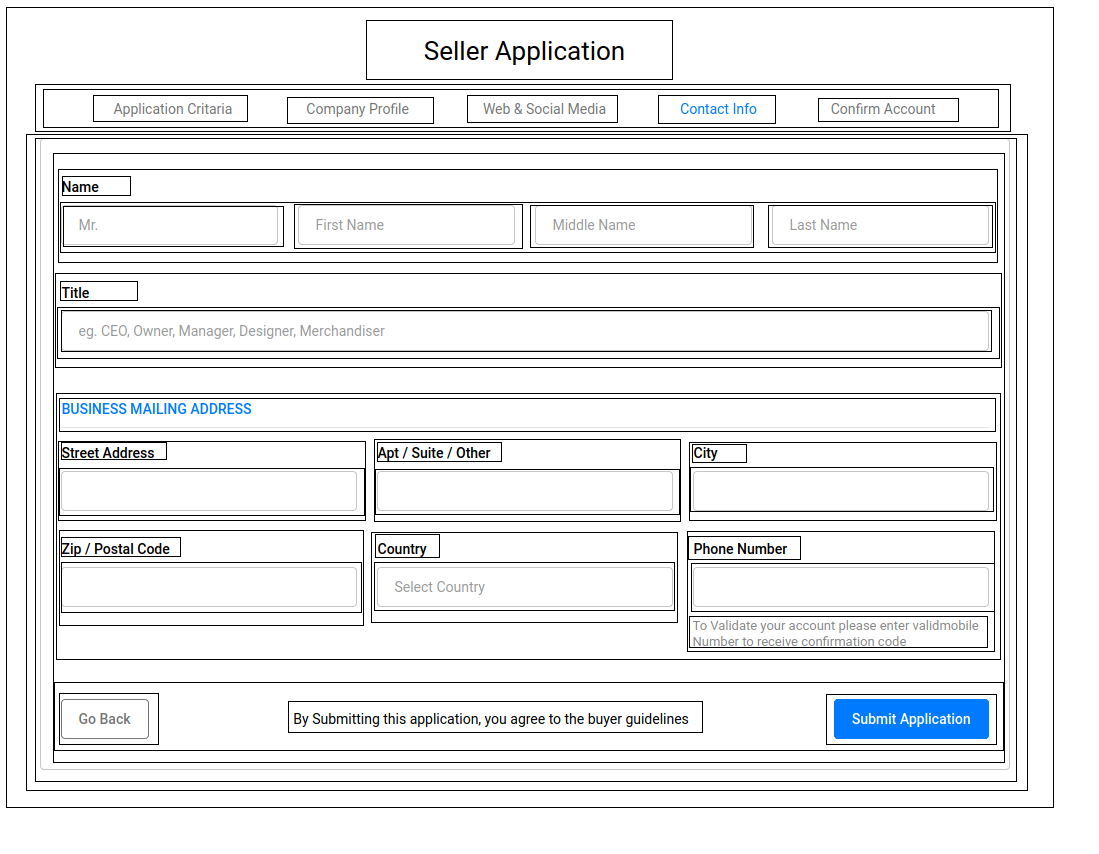 Seller Application
Application Critaria
Company Profile
Web & Social Media
Contact Info
Confirm Account
Name
Mr.
First Name
Middle Name
Last Name
Title
eg. CEO, Owner, Manager, Designer, Merchandiser
BUSINESS MAILING ADDRESS
Street Address
Apt / Suite / Other
City
Zip / Postal Code
Country
Phone Number
Select Country
To Validate your account please enter validmobile
Number to receive confirmation code
Go Back
By Submitting this application, you agree to the buyer guidelines
Submit Application